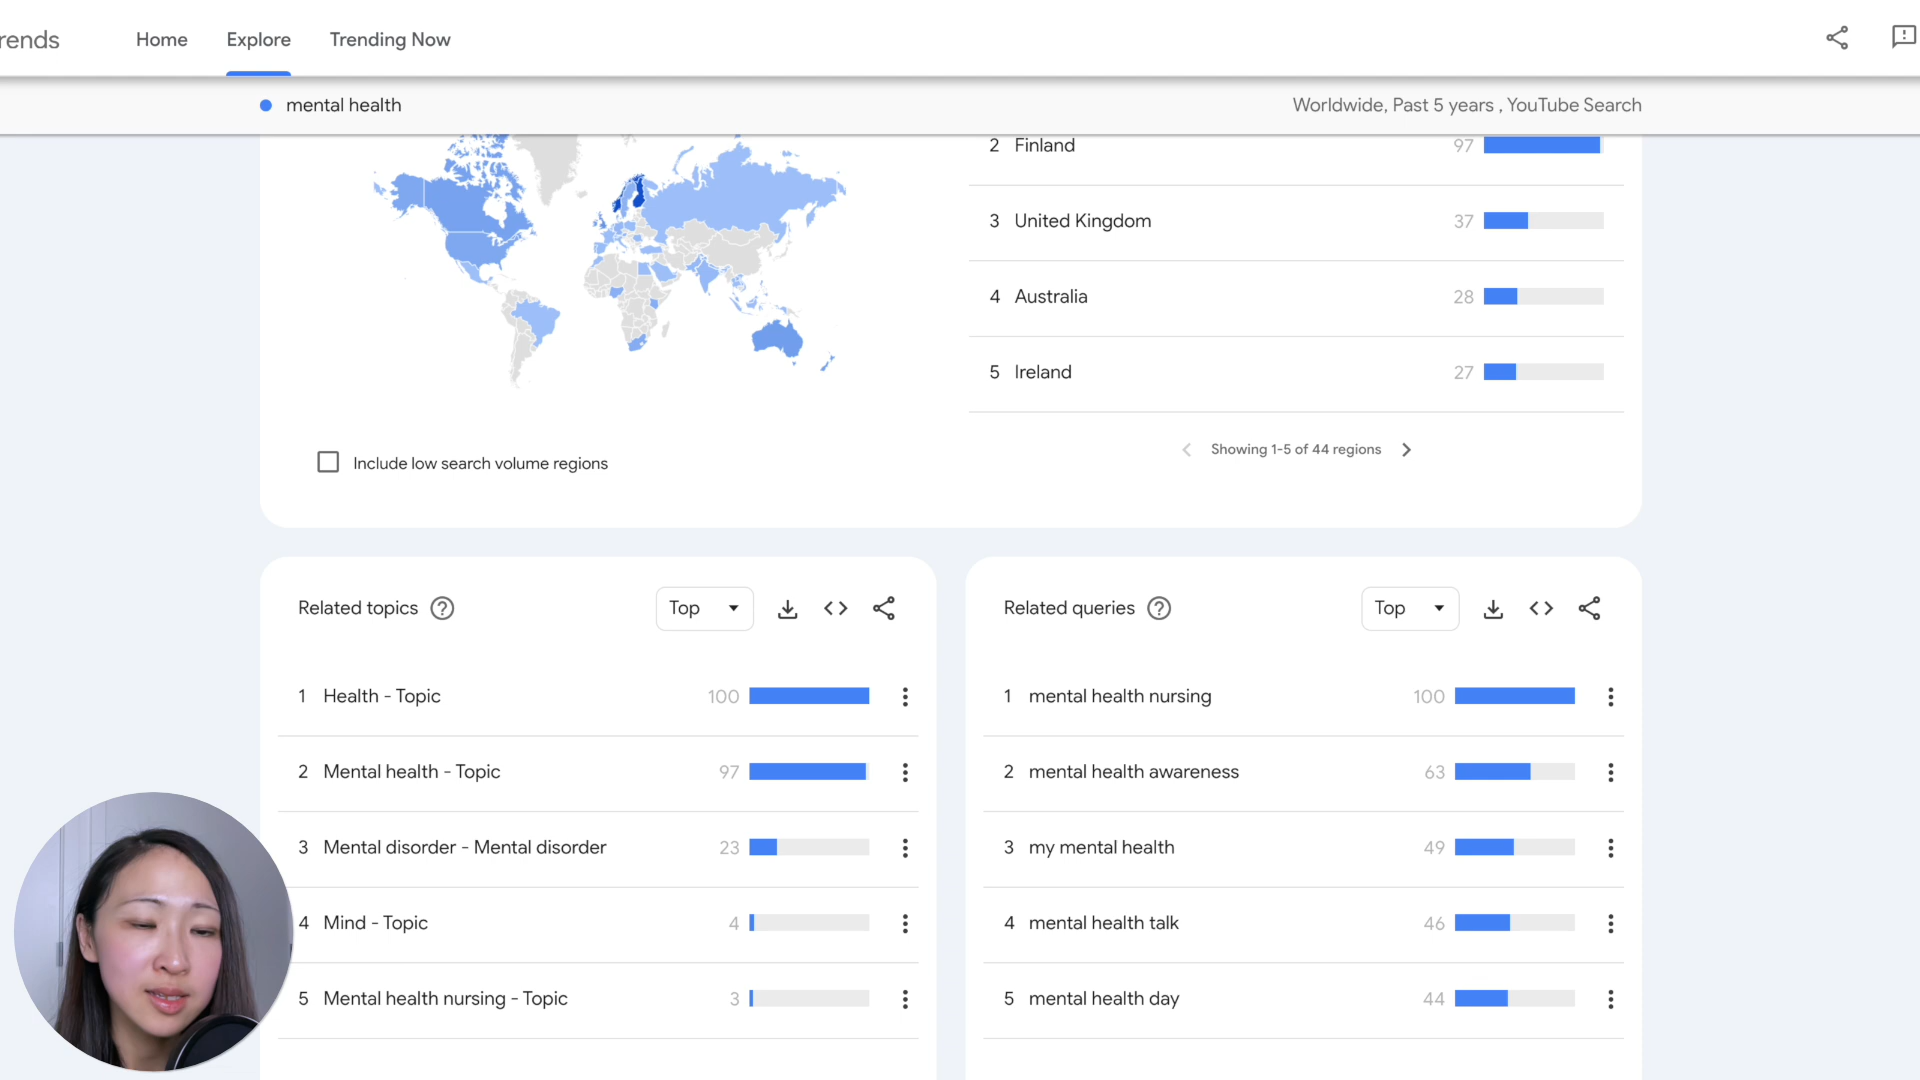 rends
Home
Explore
Trending Now
mental health
Worldwide, Past 5 years , YouTube Search
2 Finland 97
3 United Kingdom 37
4 Australia 28
5 Ireland 27
Include low search volume regions
Showing 1-5 of 44 regions
Related topics
Top
1 Health - Topic 100
2 Mental health - Topic 97
3 Mental disorder - Mental disorder 23
4 Mind - Topic 4
5 Mental health nursing - Topic 3
Related queries
Top
1 mental health nursing 100
2 mental health awareness 63
3 my mental health 49
4 mental health talk 46
5 mental health day 44